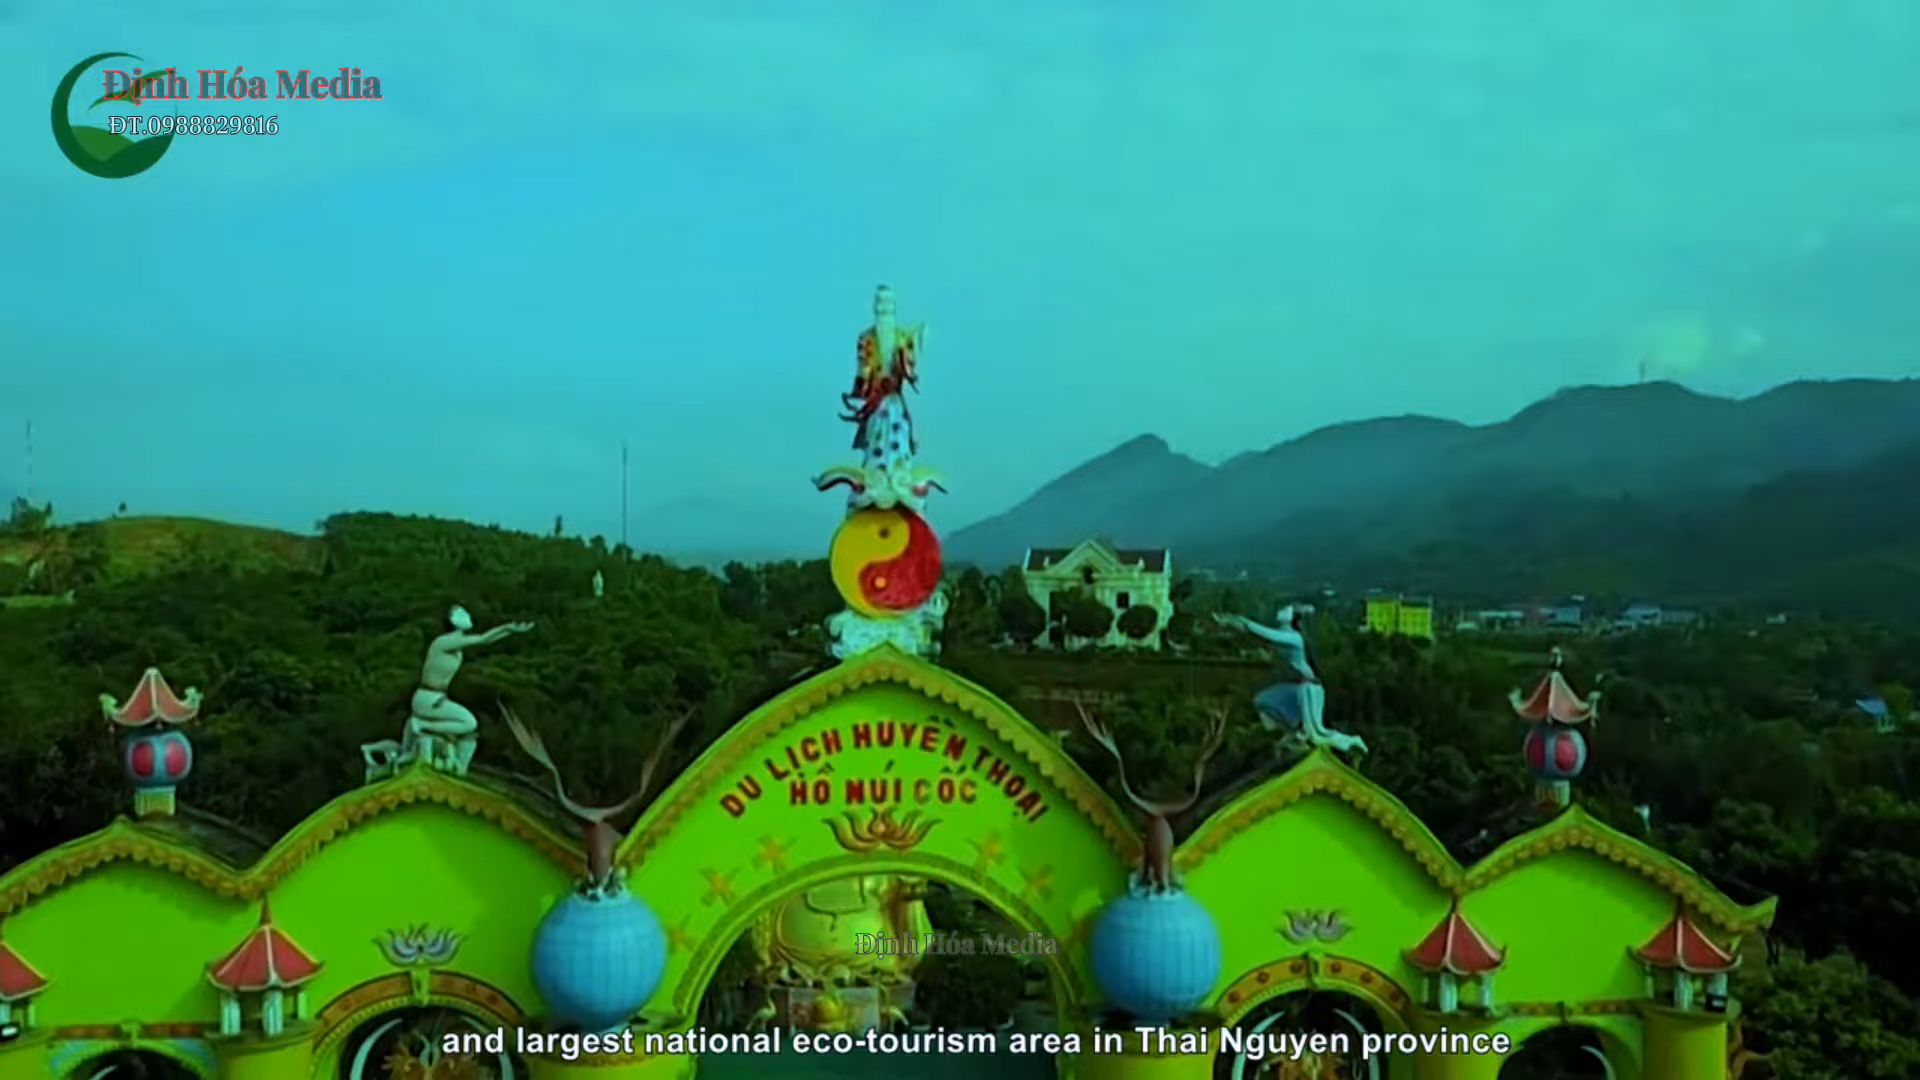 Định Hóa Media
ĐT.0988829816
DU LỊCH HUYỀN THOẠI
HỒ NÚI CỐC
Định Hóa Media
and largest national eco-tourism area in Thai Nguyen province